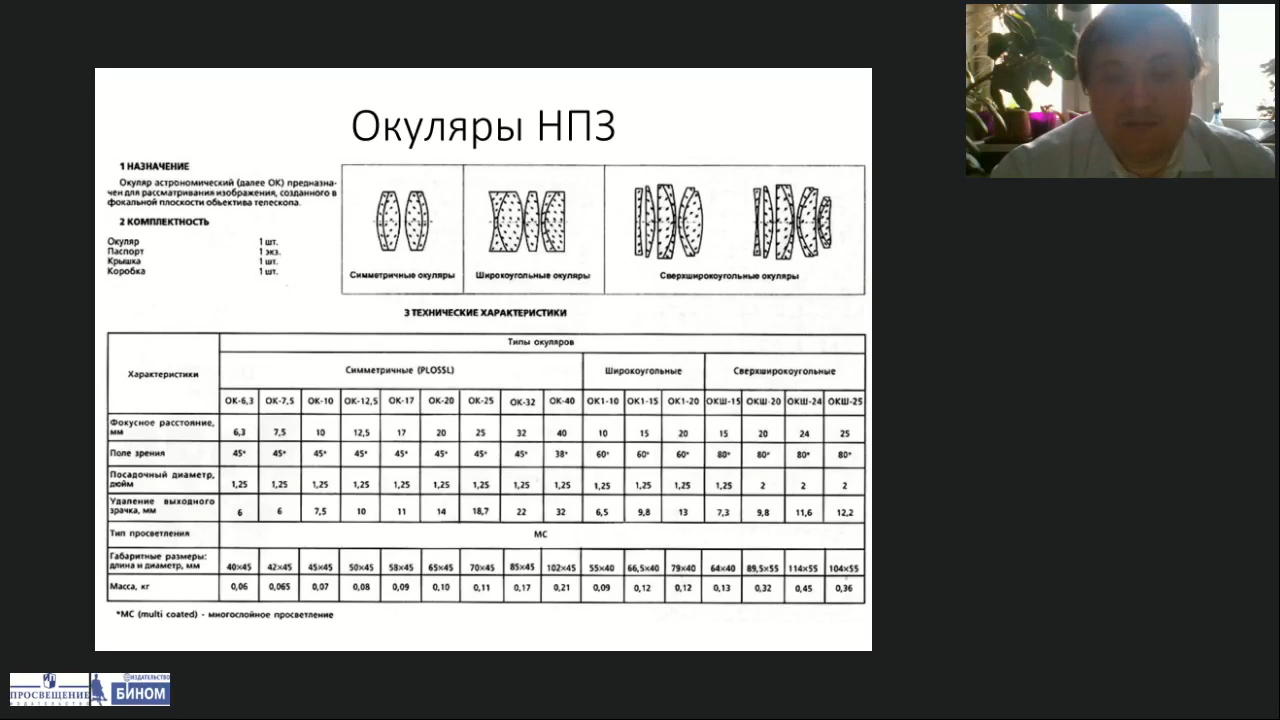 Окуляры НПЗ
1 НАЗНАЧЕНИЕ
Окуляр астрономический (далее ОК) предназна-
чен для рассматривания изображения, созданного в
фокальной плоскости объектива телескопа.
2 КОМПЛЕКТНОСТЬ
Окуляр 1 шт.
Паспорт 1 экз.
Крышка 1 шт.
Коробка 1 шт.
Симметричные окуляры Широкоугольные окуляры Сверхширокоугольные окуляры
3 ТЕХНИЧЕСКИЕ ХАРАКТЕРИСТИКИ
Характеристики
Типы окуляров
Симметричные (PLOSSL) Широкоугольные Сверхширокоугольные
ОК-6,3 ОК-7,5 ОК-10 ОК-12,5 ОК-17 ОК-20 ОК-25 ОК-32 ОК-40 ОК1-10 ОК1-15 ОК1-20 ОКШ-15 ОКШ-20 ОКШ-24 ОКШ-25
Фокусное расстояние,
мм 6,3 7,5 10 12,5 17 20 25 32 40 10 15 20 15 20 24 25
Поле зрения 45° 45° 45° 45° 45° 45° 45° 45° 38° 60° 60° 60° 80° 80° 80° 80°
Посадочный диаметр,
дюйм 1,25 1,25 1,25 1,25 1,25 1,25 1,25 1,25 1,25 1,25 1,25 1,25 1,25 2 2 2
Удаление выходного
зрачка, мм 6 6 7,5 10 11 14 18,7 22 32 6,5 9,8 13 7,3 9,8 11,6 12,2
Тип просветления МС
Габаритные размеры:
длина и диаметр, мм 40×45 42×45 45×45 50×45 58×45 65×45 70×45 85×45 102×45 55×40 66,5×40 79×40 64×40 89,5×55 114×55 104×55
Масса, кг 0,06 0,065 0,07 0,08 0,09 0,10 0,11 0,17 0,21 0,09 0,12 0,12 0,13 0,32 0,45 0,36
*МС (multi coated) - многослойное просветление
ПРОСВЕЩЕНИЕ
ИЗДАТЕЛЬСТВО
ИЗДАТЕЛЬСТВО
БИНОМ